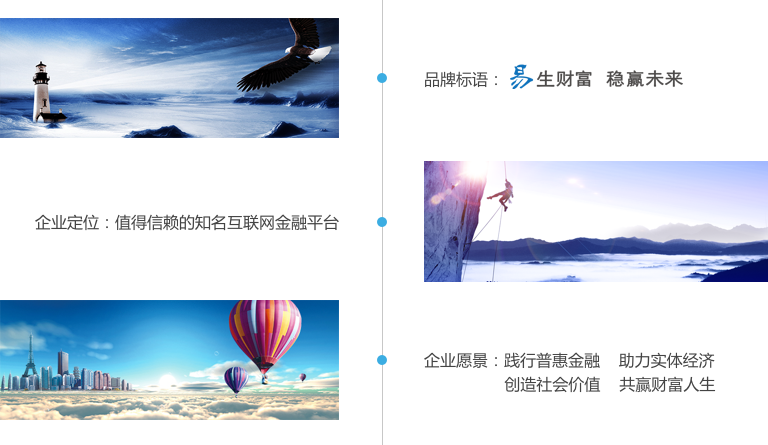 品牌标语：易生财富 稳赢未来
企业定位：值得信赖的知名互联网金融平台
企业愿景：践行普惠金融 助力实体经济
创造社会价值 共赢财富人生